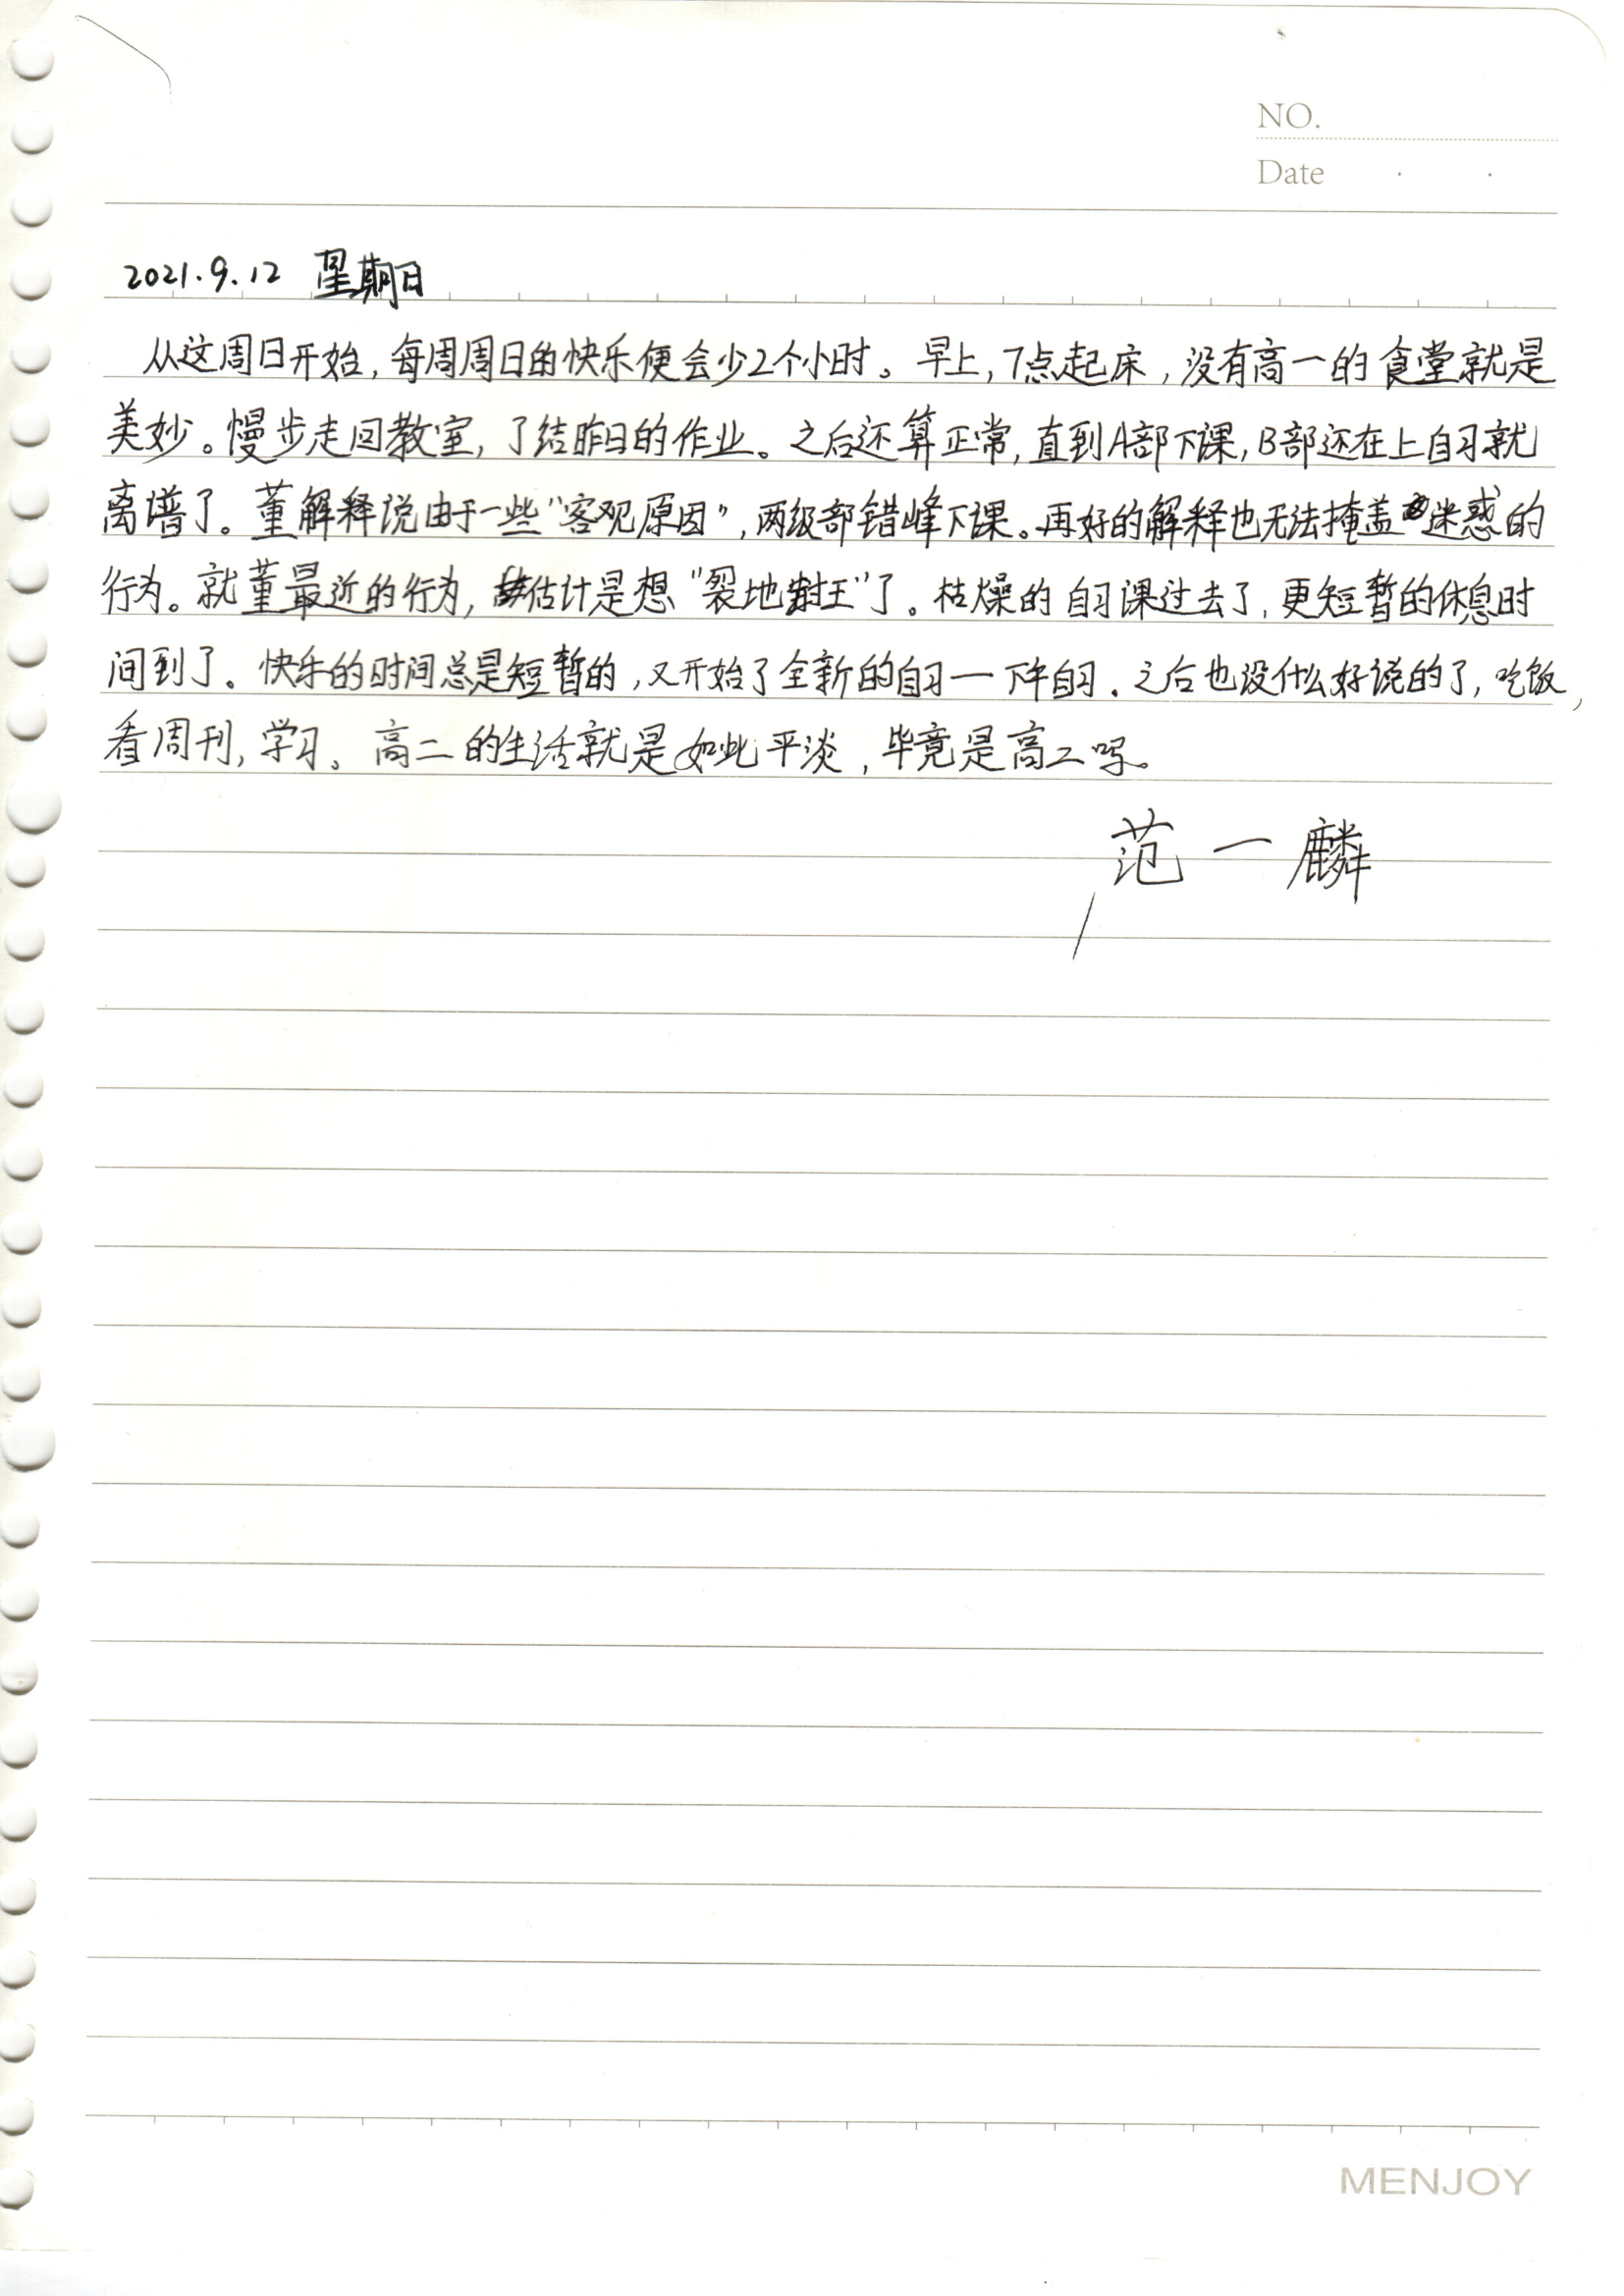 NO.
Date · ·
2021.9.12 星期日
从这周日开始，每周周日的快乐便会少2个小时。早上，7点起床，没有高一的食堂就是
美妙。慢步走回教室，了结昨日的作业。之后还算正常，直到A部下课，B部还在上自习就
离谱了。董解释说由于一些“客观原因”，两级部错峰下课。再好的解释也无法掩盖迷惑的
行为。就董最近的行为，估计是想“裂地封王”了。枯燥的自习课过去了，更短暂的休息时
间到了。快乐的时间总是短暂的，又开始了全新的自习一下午自习。之后也没什么好说的了，吃饭，
看周刊，学习。高二的生活就是如此平淡，毕竟是高二吗。
范一麟
MENJOY